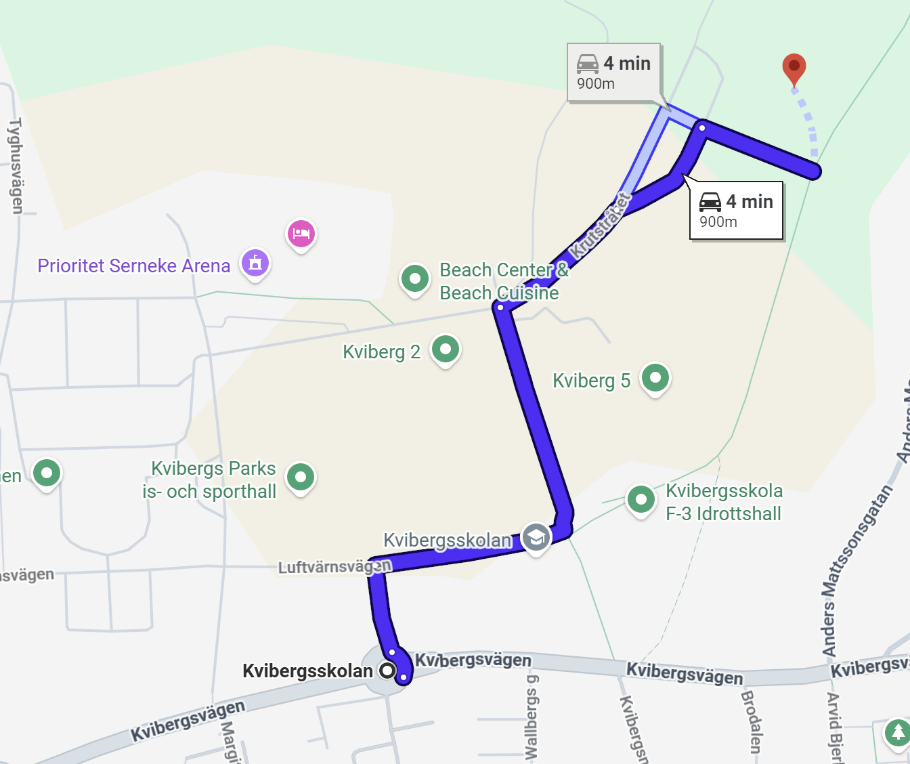 4 min
900m
Tyghusvägen
4 min
900m
Krutstråket
Prioritet Serneke Arena
Beach Center &
Beach Cuisine
Kviberg 2
Kviberg 5
Kvibergs Parks
is- och sporthall
Kvibergsskola
F-3 Idrottshall
Kvibergsskolan
Luftvärnsvägen
Anders Mattssonsgatan
Kvibergsskolan
Kvibergsvägen
Kvibergsvägen
Kvibergsvägen
Brodalen